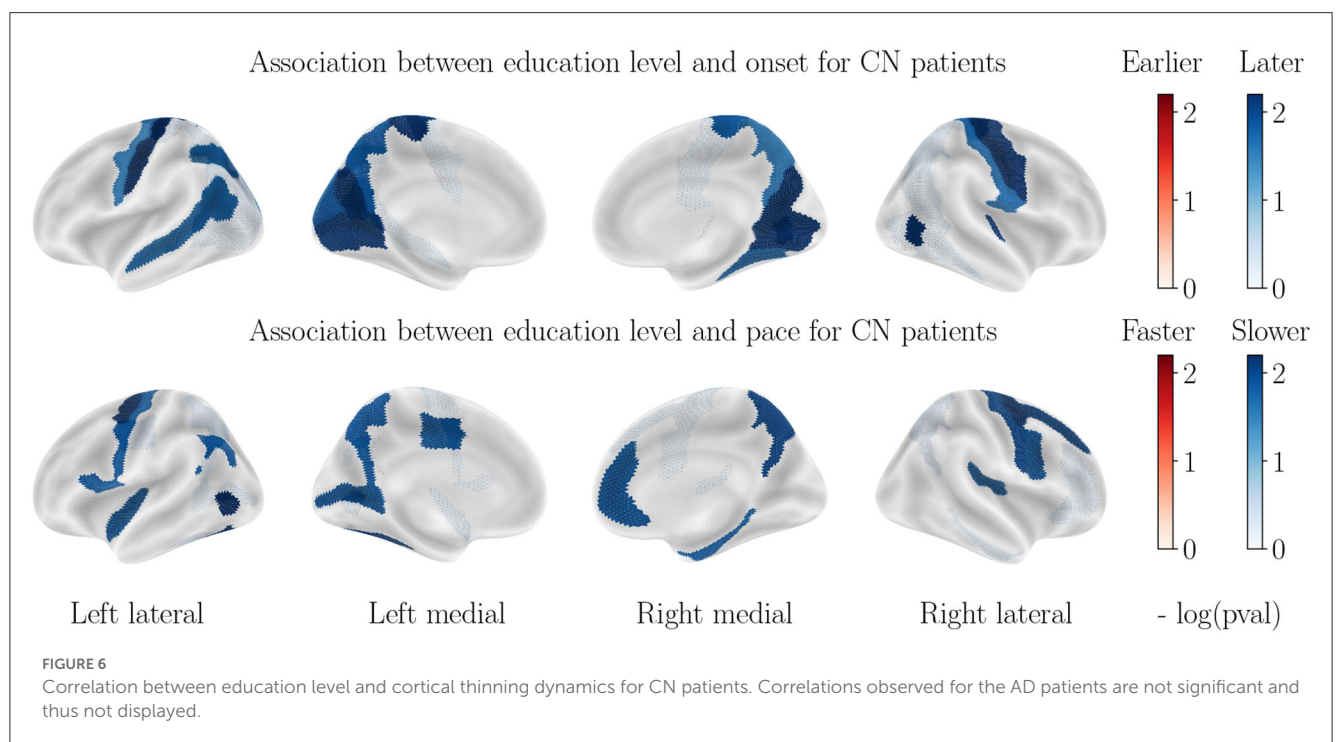 Association between education level and onset for CN patients
Earlier Later
2 2
1 1
0 0
Association between education level and pace for CN patients
Faster Slower
2 2
1 1
0 0
Left lateral Left medial Right medial Right lateral - log(pval)
FIGURE 6
Correlation between education level and cortical thinning dynamics for CN patients. Correlations observed for the AD patients are not significant and
thus not displayed.